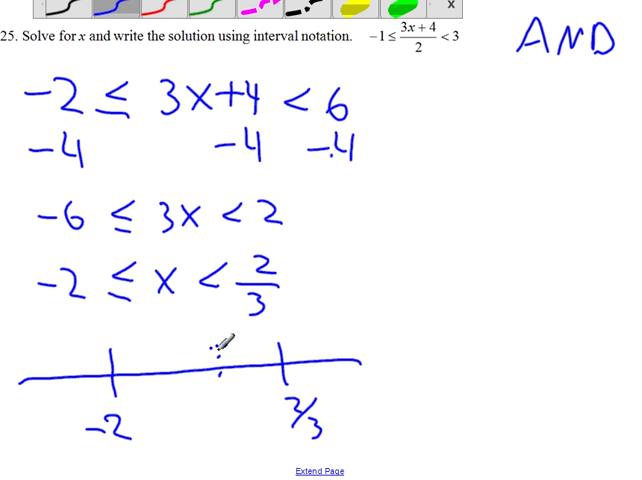 x
25. Solve for x and write the solution using interval notation. -1 ≤ (3x + 4)/2 < 3
AND
-2 ≤ 3x+4 < 6
-4 -4 -4
-6 ≤ 3x < 2
-2 ≤ x < 2/3
-2 2/3
Extend Page